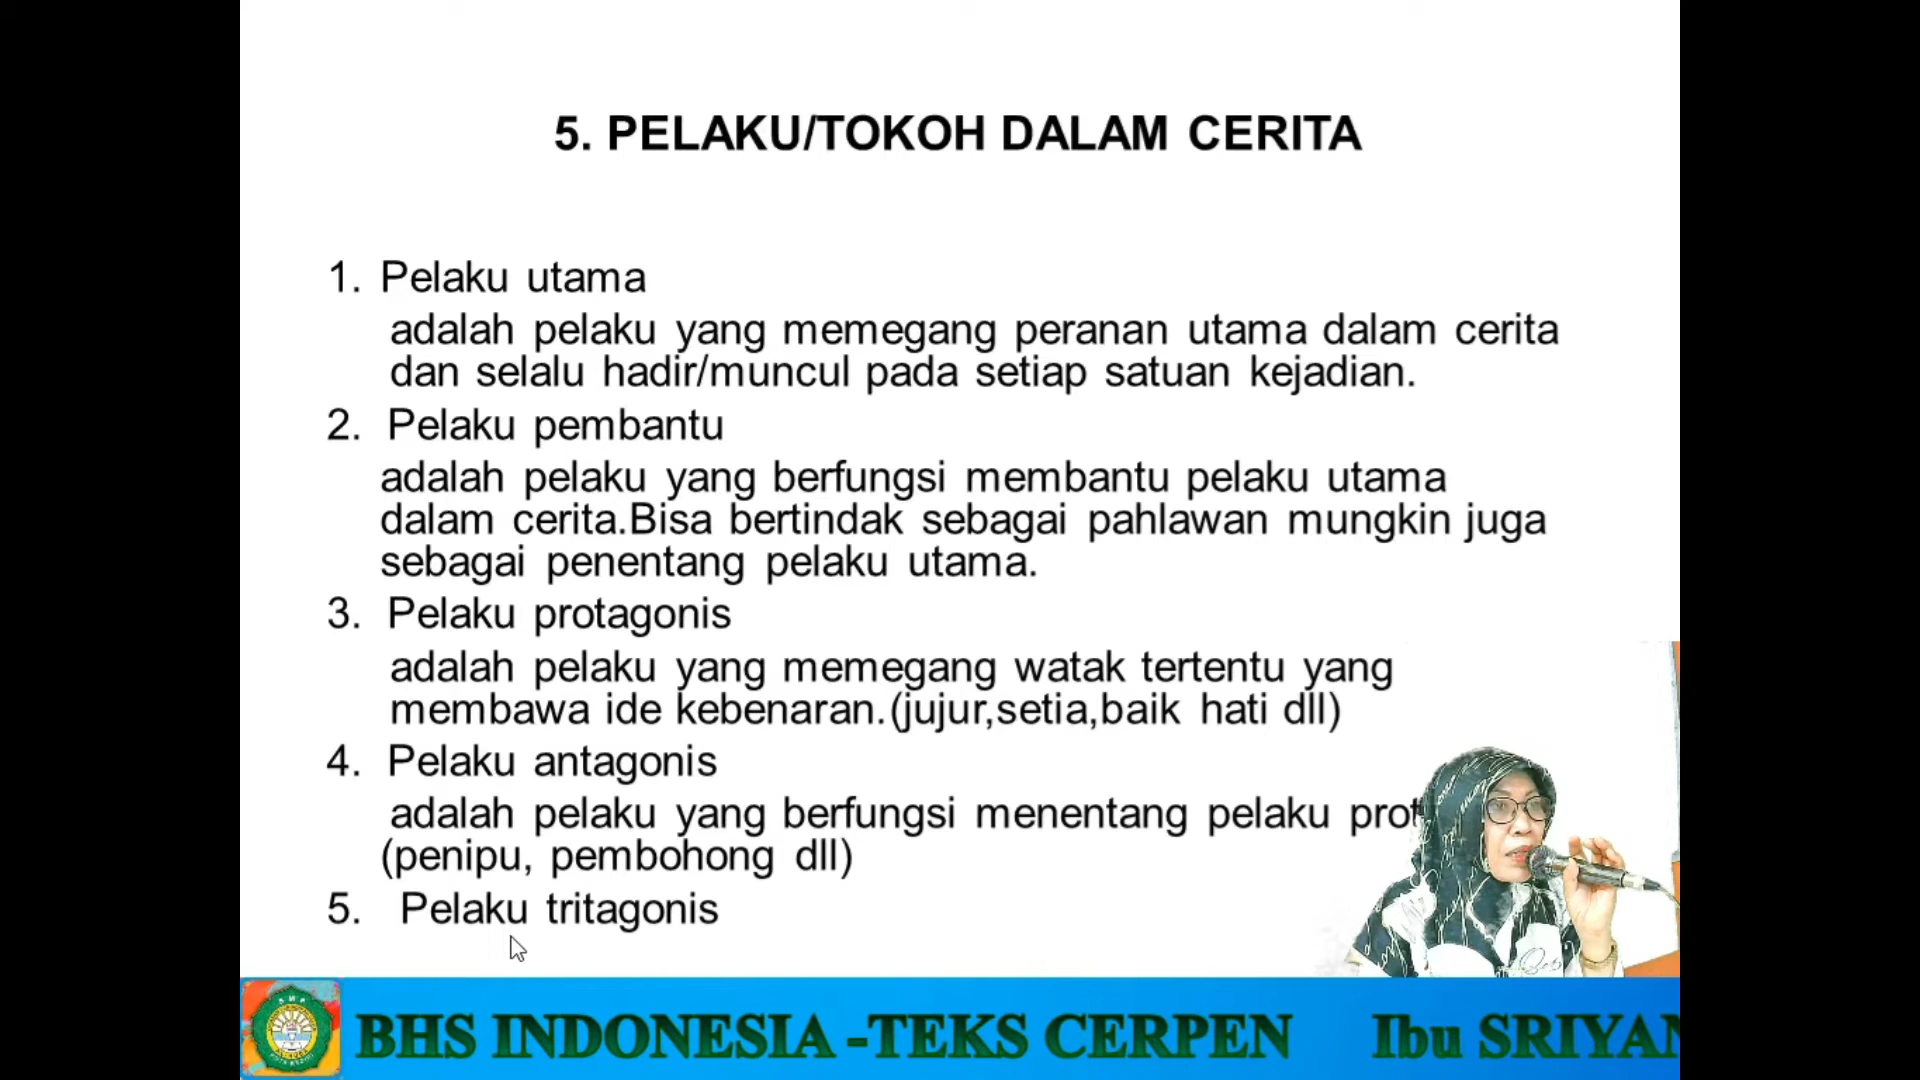 5. PELAKU/TOKOH DALAM CERITA
1. Pelaku utama
adalah pelaku yang memegang peranan utama dalam cerita
dan selalu hadir/muncul pada setiap satuan kejadian.
2. Pelaku pembantu
adalah pelaku yang berfungsi membantu pelaku utama
dalam cerita.Bisa bertindak sebagai pahlawan mungkin juga
sebagai penentang pelaku utama.
3. Pelaku protagonis
adalah pelaku yang memegang watak tertentu yang
membawa ide kebenaran.(jujur,setia,baik hati dll)
4. Pelaku antagonis
adalah pelaku yang berfungsi menentang pelaku prot
(penipu, pembohong dll)
5. Pelaku tritagonis
SMP
BHS INDONESIA -TEKS CERPEN Ibu SRIYAN